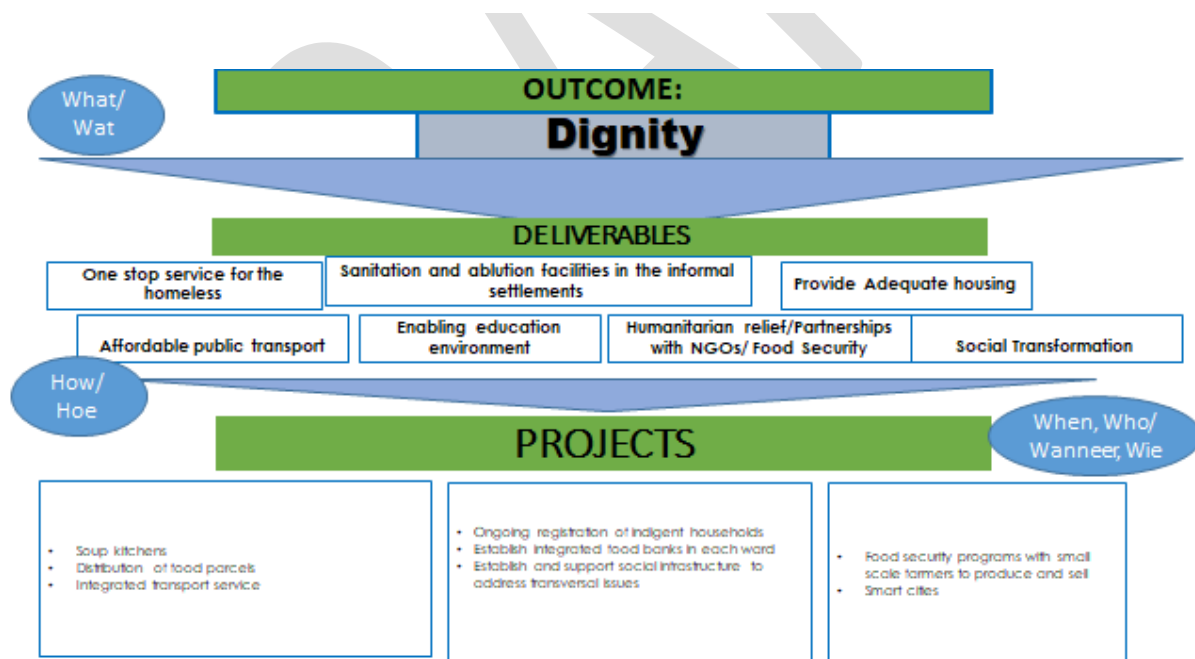 What/
Wat
OUTCOME:
Dignity
DELIVERABLES
One stop service for the
homeless
Sanitation and ablution facilities in the informal
settlements
Provide Adequate housing
Affordable public transport
Enabling education
environment
Humanitarian relief/Partnerships
with NGOs/ Food Security
Social Transformation
How/
Hoe
PROJECTS
When, Who/
Wanneer, Wie
• Soup kitchens
• Distribution of food parcels
• Integrated transport service
• Ongoing registration of indigent households
• Establish integrated food banks in each ward
• Establish and support social infrastructure to
address transversal issues
• Food security programs with small
scale farmers to produce and sell
• Smart cities